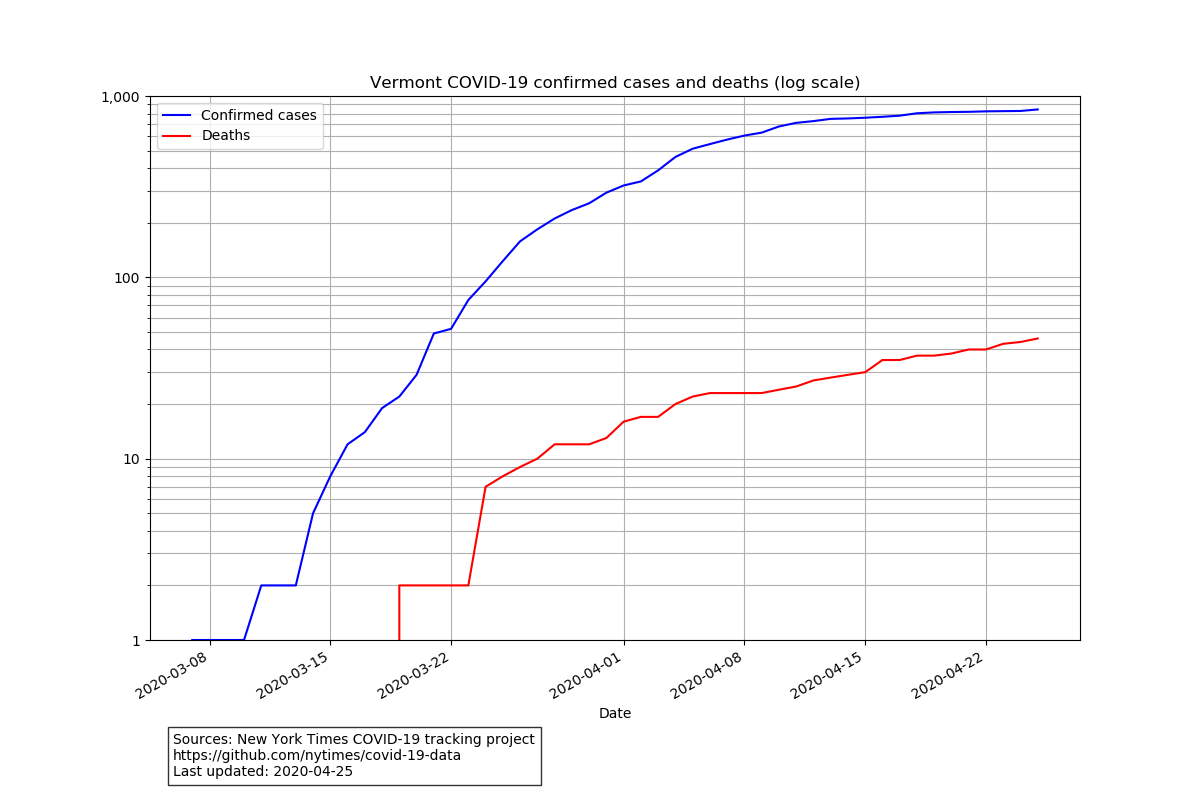 Vermont COVID-19 confirmed cases and deaths (log scale)
1,000
100
10
1
Confirmed cases
Deaths
2020-03-08
2020-03-15
2020-03-22
2020-04-01
2020-04-08
2020-04-15
2020-04-22
Date
Sources: New York Times COVID-19 tracking project
https://github.com/nytimes/covid-19-data
Last updated: 2020-04-25